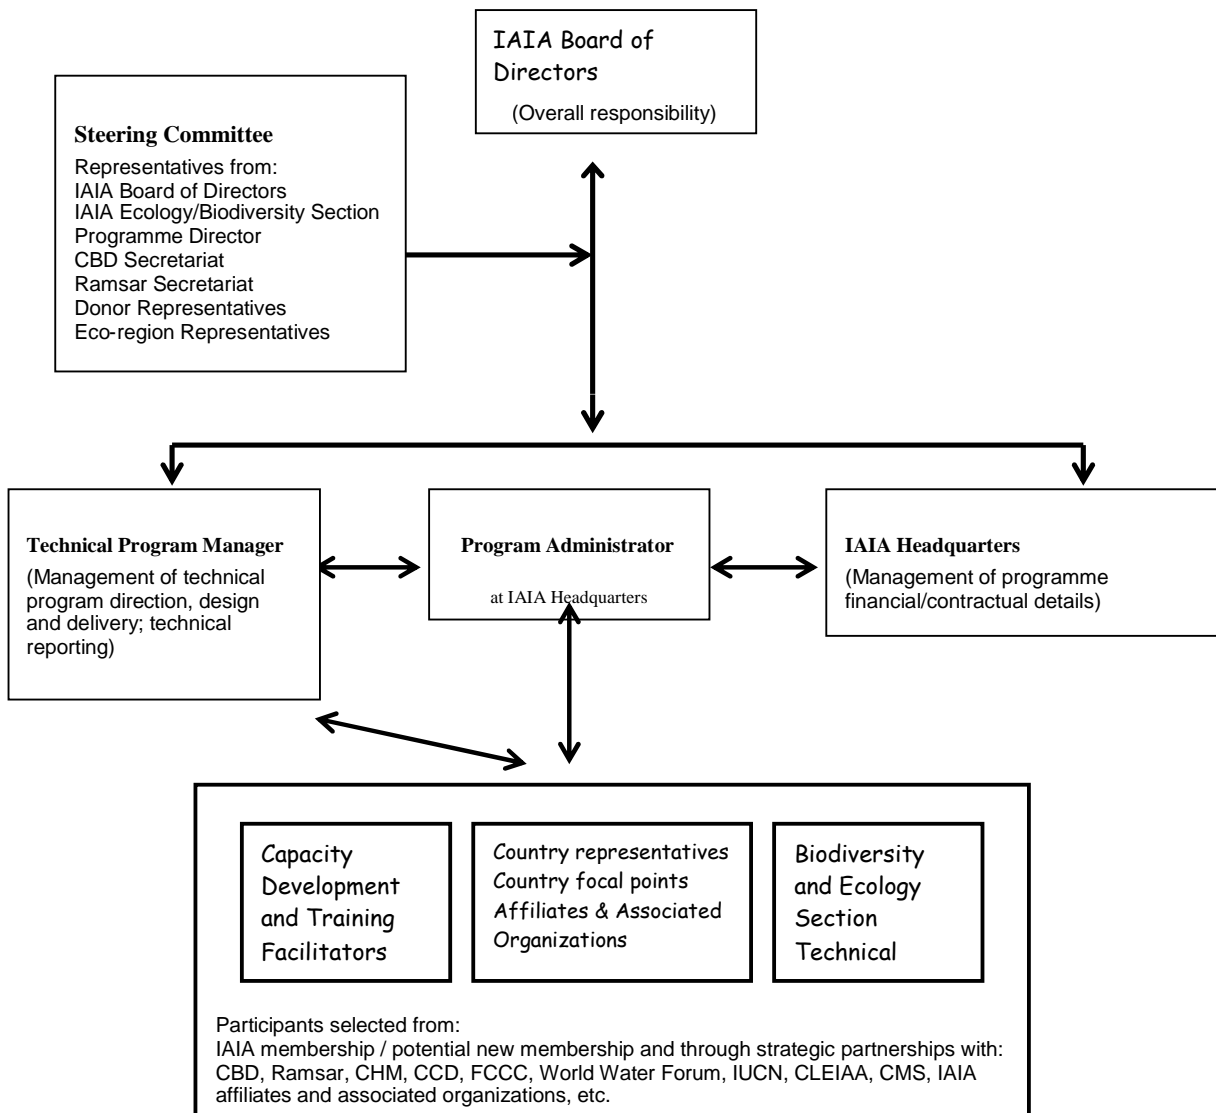 IAIA Board of
Directors
(Overall responsibility)
Steering Committee
Representatives from:
IAIA Board of Directors
IAIA Ecology/Biodiversity Section
Programme Director
CBD Secretariat
Ramsar Secretariat
Donor Representatives
Eco-region Representatives
Technical Program Manager
(Management of technical
program direction, design
and delivery; technical
reporting)
Program Administrator
at IAIA Headquarters
IAIA Headquarters
(Management of programme
financial/contractual details)
Capacity
Development
and Training
Facilitators
Country representatives
Country focal points
Affiliates & Associated
Organizations
Biodiversity
and Ecology
Section
Technical
Participants selected from:
IAIA membership / potential new membership and through strategic partnerships with:
CBD, Ramsar, CHM, CCD, FCCC, World Water Forum, IUCN, CLEIAA, CMS, IAIA
affiliates and associated organizations, etc.